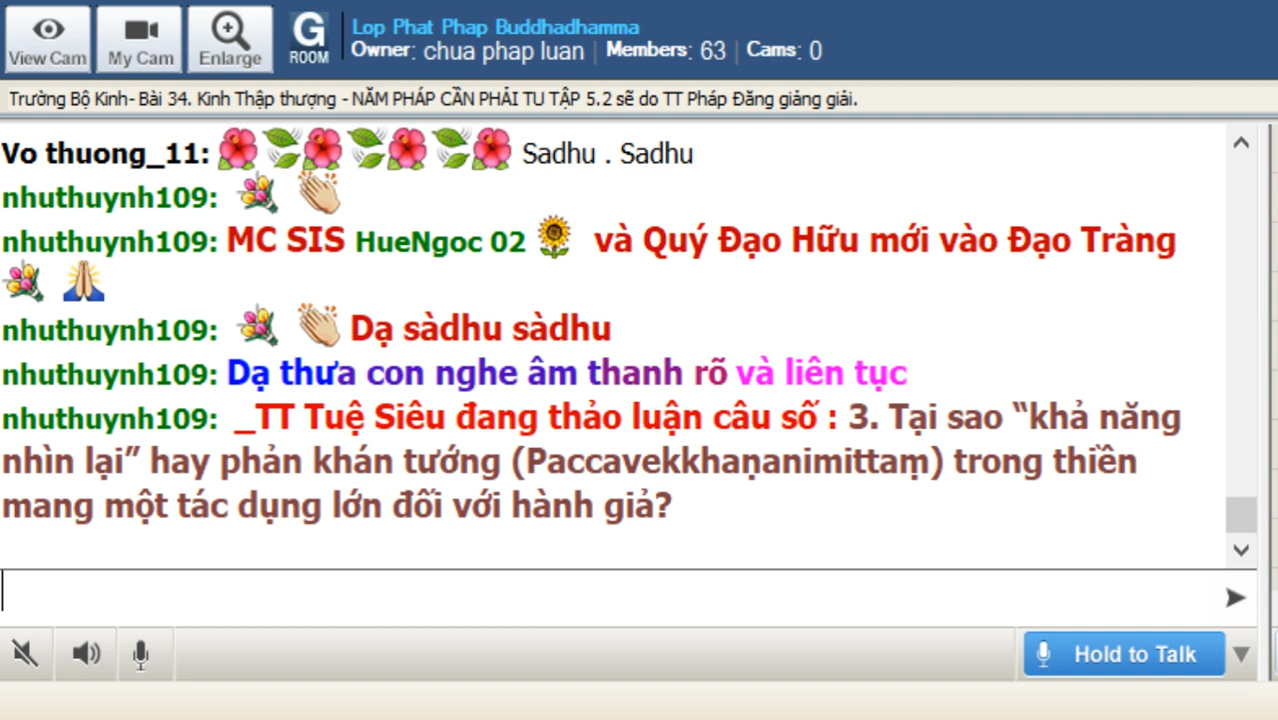 Lop Phat Phap Buddhadhamma
View Cam My Cam Enlarge G ROOM Owner: chua phap luan | Members: 63 | Cams: 0
Trường Bộ Kinh- Bài 34. Kinh Thập thượng - NĂM PHÁP CẦN PHẢI TU TẬP 5.2 sẽ do TT Pháp Đăng giảng giải.
Vo thuong_11: Sadhu . Sadhu
nhuthuynh109:
nhuthuynh109: MC SIS HueNgoc 02 và Quý Đạo Hữu mới vào Đạo Tràng
nhuthuynh109: Dạ sàdhu sàdhu
nhuthuynh109: Dạ thưa con nghe âm thanh rõ và liên tục
nhuthuynh109: _TT Tuệ Siêu đang thảo luận câu số : 3. Tại sao “khả năng
nhìn lại” hay phản khán tướng (Paccavekkhaṇanimittaṃ) trong thiền
mang một tác dụng lớn đối với hành giả?
Hold to Talk